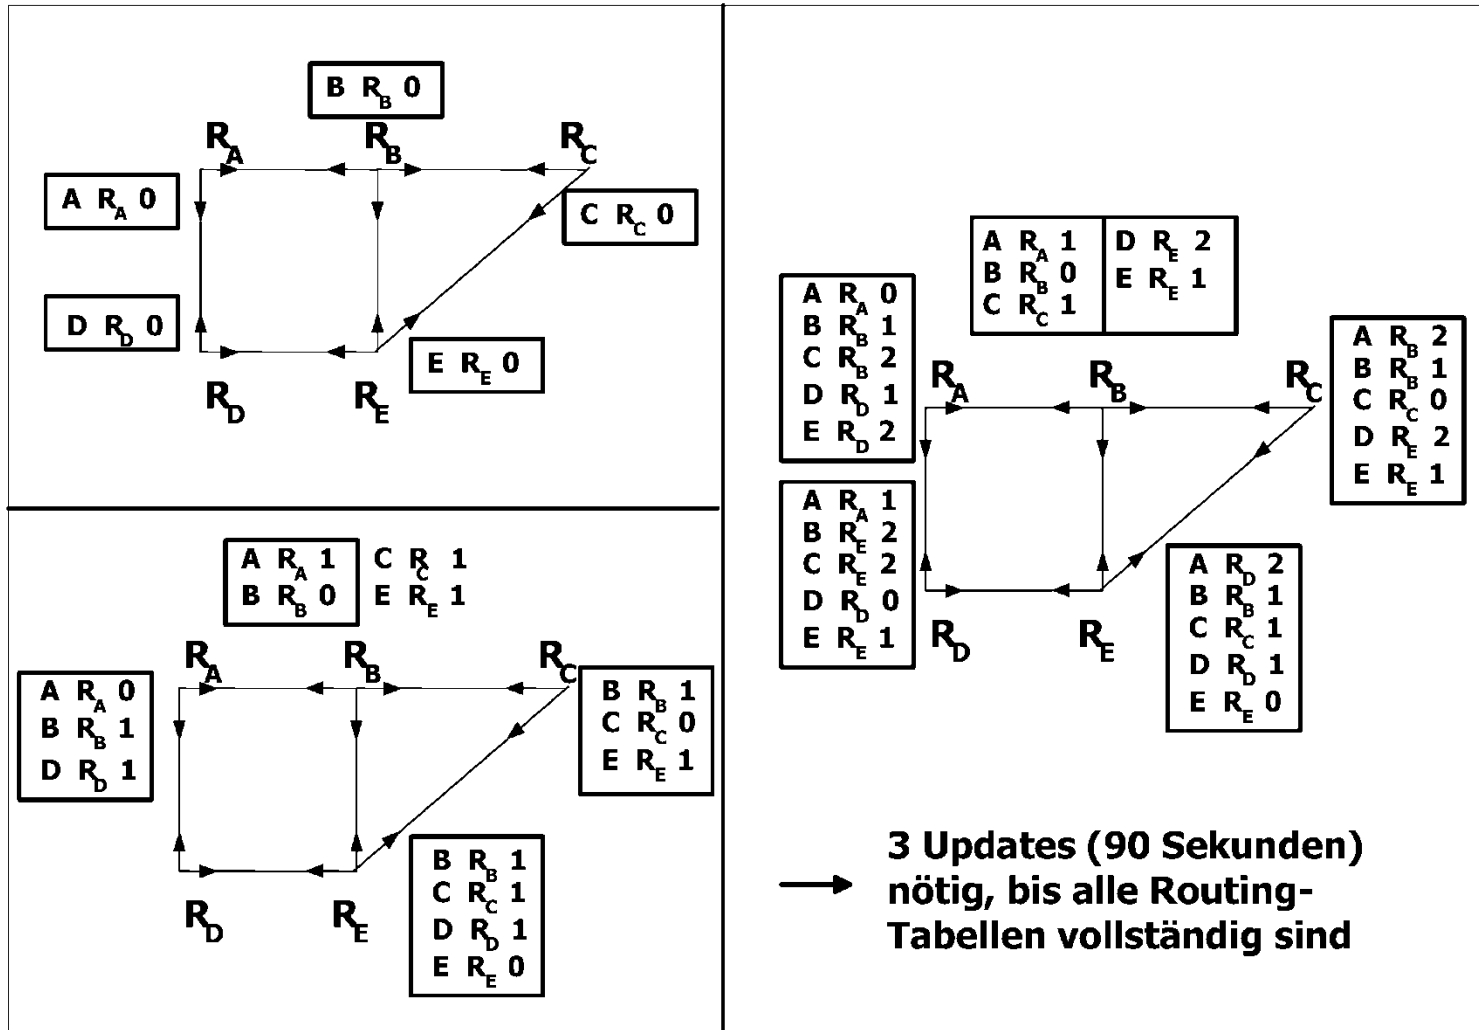 B R_B 0
R_A R_B R_C
A R_A 0
C R_C 0
D R_D 0
E R_E 0
R_D R_E
A R_A 1 C R_C 1
B R_B 0 E R_E 1
R_A R_B R_C
A R_A 0
B R_B 1
D R_D 1
B R_B 1
C R_C 0
E R_E 1
B R_B 1
C R_C 1
D R_D 1
E R_E 0
R_D R_E
A R_A 1 D R_E 2
B R_B 0 E R_E 1
C R_C 1
A R_A 0
B R_B 1
C R_B 2
D R_D 1
E R_D 2
R_A R_B R_C
A R_B 2
B R_B 1
C R_C 0
D R_E 2
E R_E 1
A R_A 1
B R_E 2
C R_E 2
D R_D 0
E R_E 1
R_D R_E
A R_D 2
B R_B 1
C R_C 1
D R_D 1
E R_E 0
3 Updates (90 Sekunden)
nötig, bis alle Routing-
Tabellen vollständig sind